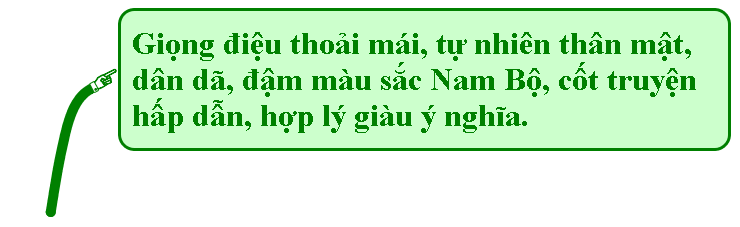 Giọng điệu thoải mái, tự nhiên thân mật,
dân dã, đậm màu sắc Nam Bộ, cốt truyện
hấp dẫn, hợp lý giàu ý nghĩa.